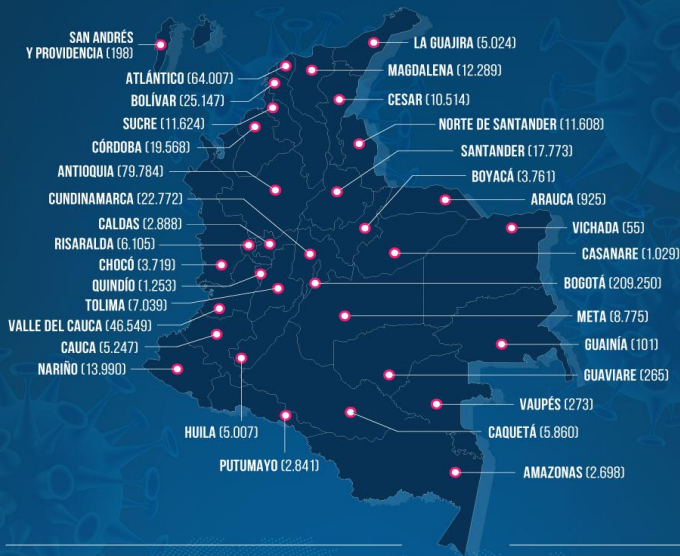 SAN ANDRÉS
Y PROVIDENCIA (198)
ATLÁNTICO (64.007)
BOLÍVAR (25.147)
SUCRE (11.624)
CÓRDOBA (19.568)
ANTIOQUIA (79.784)
CUNDINAMARCA (22.772)
CALDAS (2.888)
RISARALDA (6.105)
CHOCÓ (3.719)
QUINDÍO (1.253)
TOLIMA (7.039)
VALLE DEL CAUCA (46.549)
CAUCA (5.247)
NARIÑO (13.990)
HUILA (5.007)
PUTUMAYO (2.841)
LA GUAJIRA (5.024)
MAGDALENA (12.289)
CESAR (10.514)
NORTE DE SANTANDER (11.608)
SANTANDER (17.773)
BOYACÁ (3.761)
ARAUCA (925)
VICHADA (55)
CASANARE (1.029)
BOGOTÁ (209.250)
META (8.775)
GUAINÍA (101)
GUAVIARE (265)
VAUPÉS (273)
CAQUETÁ (5.860)
AMAZONAS (2.698)